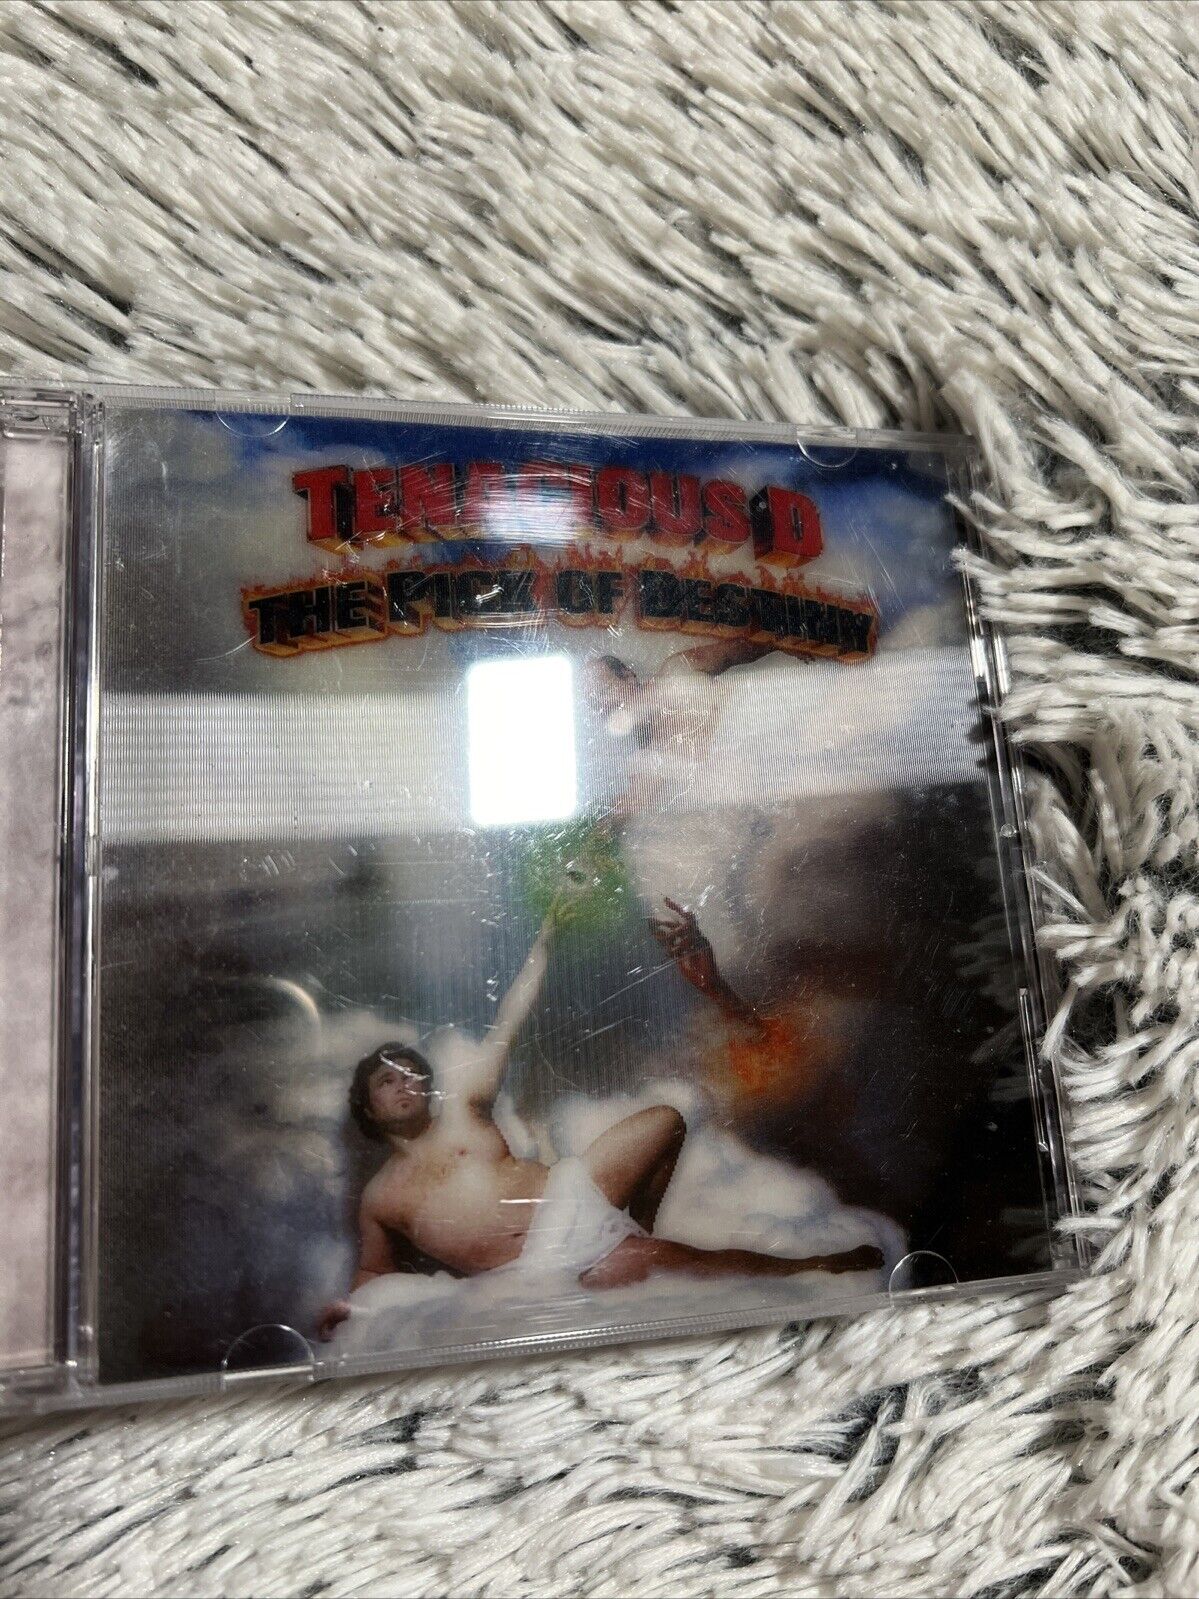 TENACIOUS D
THE PICK OF DESTINY